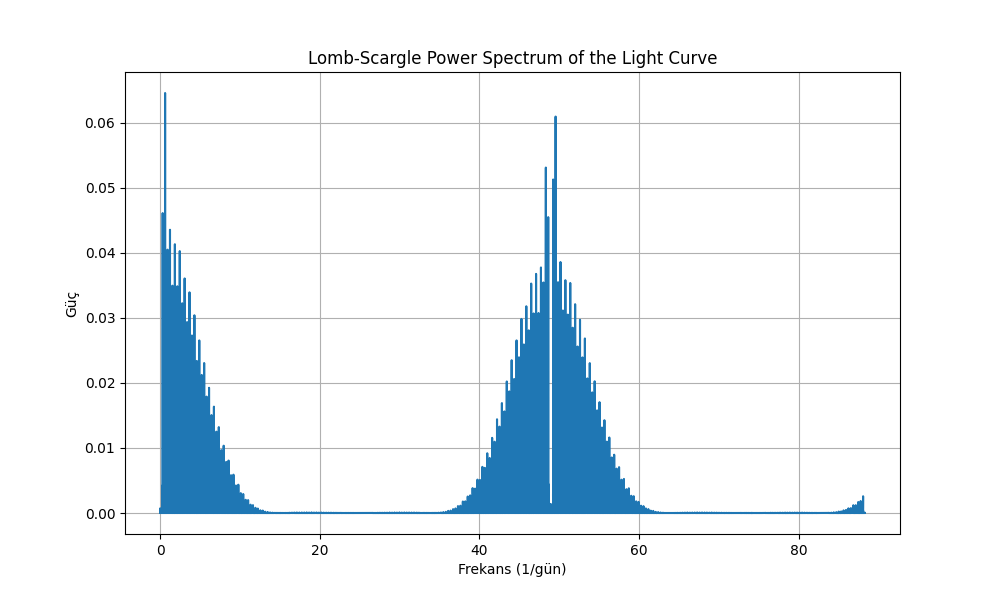 Lomb-Scargle Power Spectrum of the Light Curve
0.06
0.05
0.04
0.03
0.02
0.01
0.00
Güç
0 20 40 60 80
Frekans (1/gün)